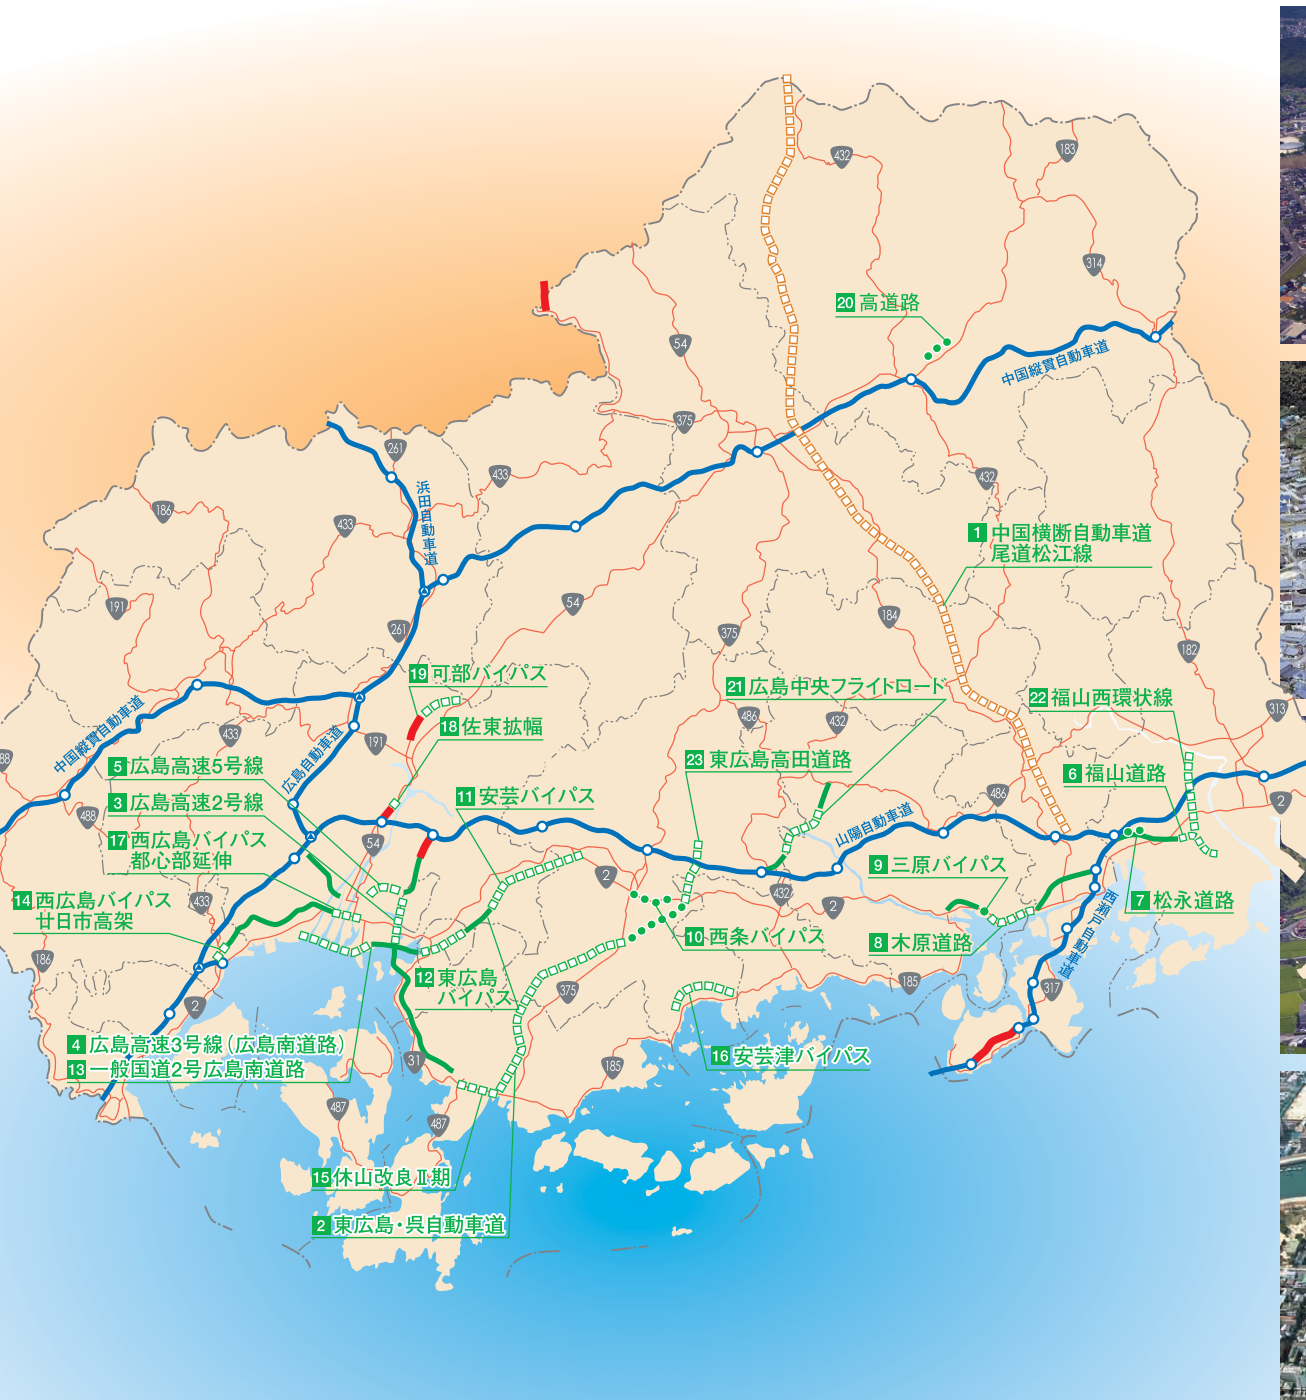 432
183
314
20 高道路
54
中国縦貫自動車道
375
261
433
432
浜田自動車道
186
433
1 中国横断自動車道
尾道松江線
191
54
184
261
375
182
19 可部バイパス
21 広島中央フライトロード
22 福山西環状線
中国縦貫自動車道
486
432
313
18 佐東拡幅
433
広島自動車道
191
88
5 広島高速5号線
23 東広島高田道路
6 福山道路
3 広島高速2号線
11 安芸バイパス
486
2
488
山陽自動車道
17 西広島バイパス
都心部延伸
54
9 三原バイパス
2
432
14 西広島バイパス
廿日市高架
433
2
7 松永道路
西瀬戸自動車道
10 西条バイパス
8 木原道路
186
12 東広島
バイパス
375
185
317
2
4 広島高速3号線（広島南道路）
16 安芸津バイパス
13 一般国道2号広島南道路
31
185
487
487
15 休山改良Ⅱ期
2 東広島・呉自動車道